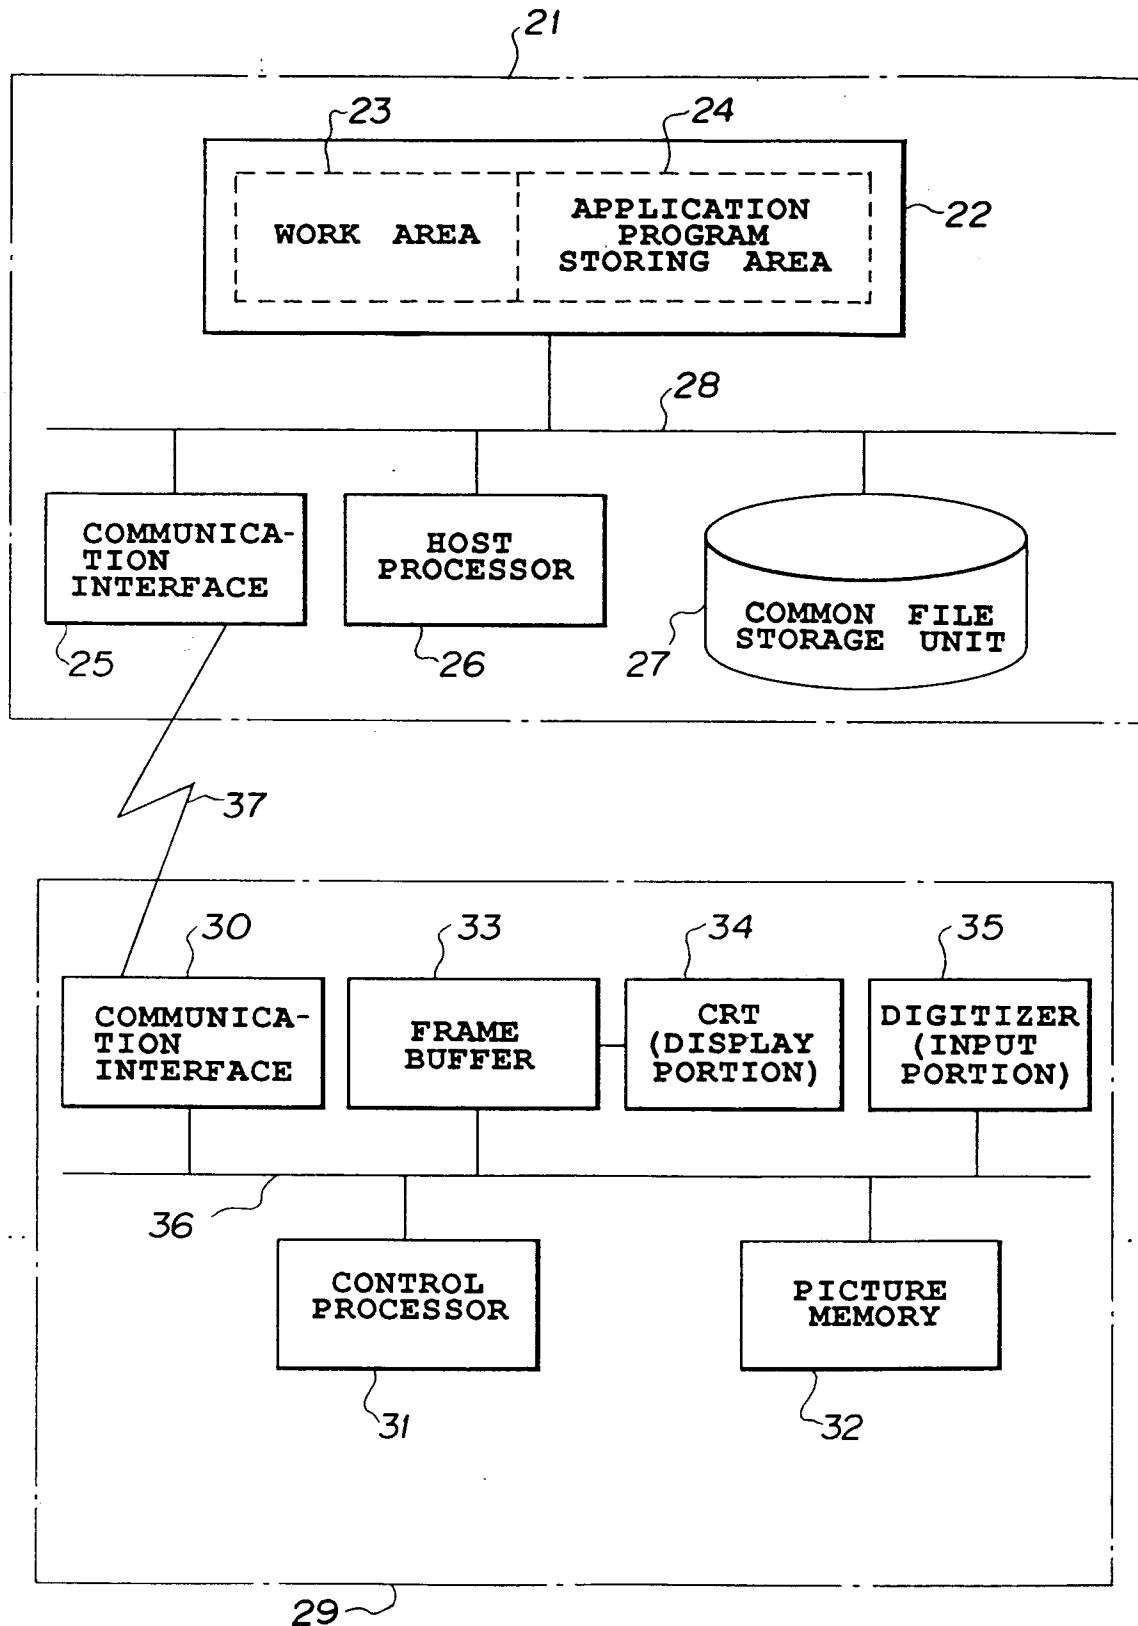 21
23
24
WORK AREA
APPLICATION
PROGRAM
STORING AREA
22
28
COMMUNICA-
TION
INTERFACE
HOST
PROCESSOR
COMMON FILE
STORAGE UNIT
25
26
27
37
30
33
34
35
COMMUNICA-
TION
INTERFACE
FRAME
BUFFER
CRT
(DISPLAY
PORTION)
DIGITIZER
(INPUT
PORTION)
36
CONTROL
PROCESSOR
PICTURE
MEMORY
31
32
29